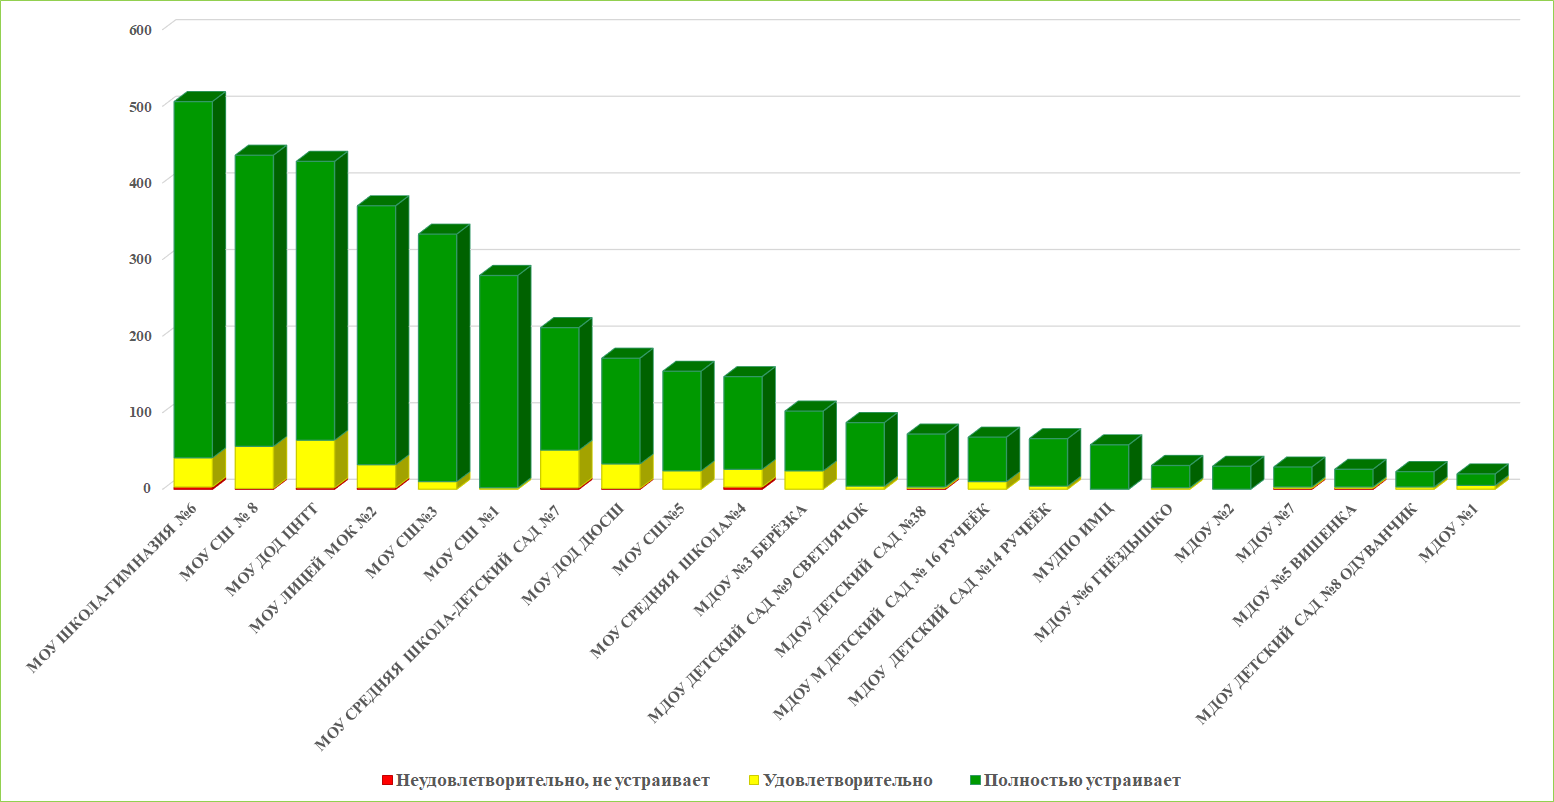 600
500
400
300
200
100
0
МОУ ШКОЛА-ГИМНАЗИЯ №6
МОУ СШ № 8
МОУ ДОД ЦНТТ
МОУ ЛИЦЕЙ МОК №2
МОУ СШ№3
МОУ СШ №1
МОУ СРЕДНЯЯ ШКОЛА-ДЕТСКИЙ САД №7
МОУ ДОД ДЮСШ
МОУ СШ№5
МОУ СРЕДНЯЯ ШКОЛА№4
МДОУ №3 БЕРЁЗКА
МДОУ ДЕТСКИЙ САД №9 СВЕТЛЯЧОК
МДОУ ДЕТСКИЙ САД №38
МДОУ М ДЕТСКИЙ САД № 16 РУЧЕЁК
МДОУ ДЕТСКИЙ САД №14 РУЧЕЁК
МУДПО ИМЦ
МДОУ №6 ГНЁЗДЫШКО
МДОУ №2
МДОУ №7
МДОУ №5 ВИШЕНКА
МДОУ ДЕТСКИЙ САД №8 ОДУВАНЧИК
МДОУ №1
Неудовлетворительно, не устраивает
Удовлетворительно
Полностью устраивает